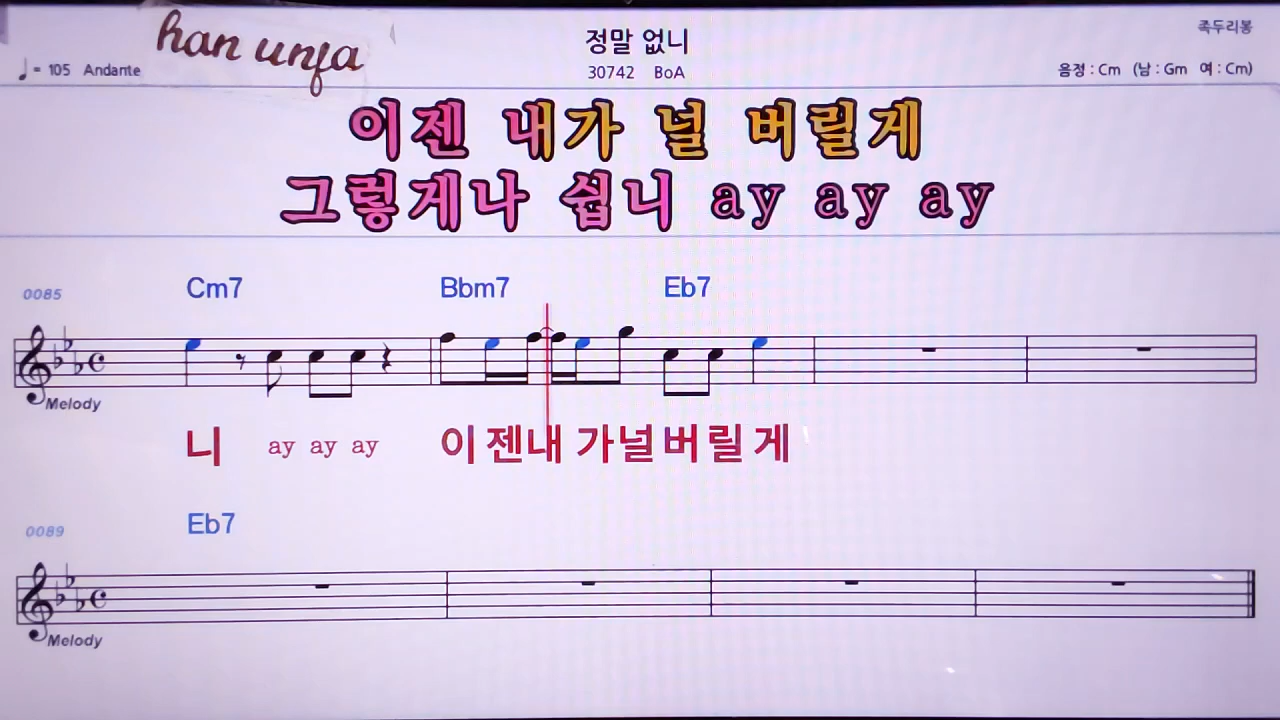 han unfa
정말 없니
족두리봉
♩= 105 Andante
30742 BoA
음정 : Cm (남 : Gm 여 : Cm)
이젠 내가 널 버릴게
그렇게나 쉽니 ay ay ay
0085 Cm7 Bbm7 Eb7
Melody
니 ay ay ay 이 젠내 가널버릴게
0089 Eb7
Melody